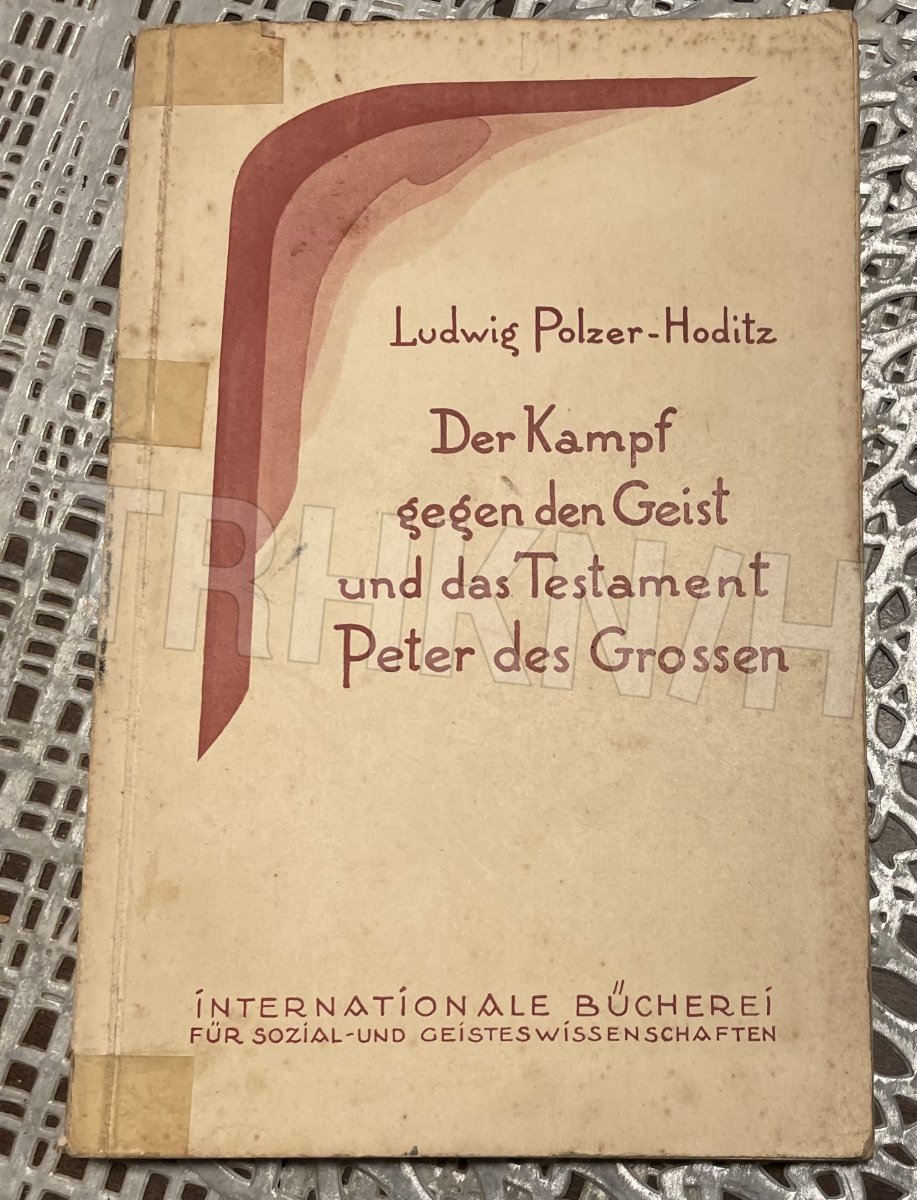 Ludwig Polzer-Hoditz
Der Kampf
gegen den Geist
und das Testament
Peter des Grossen
TRHKN/H
INTERNATIONALE BÜCHEREI
FÜR SOZIAL-UND GEISTESWISSENSCHAFTEN